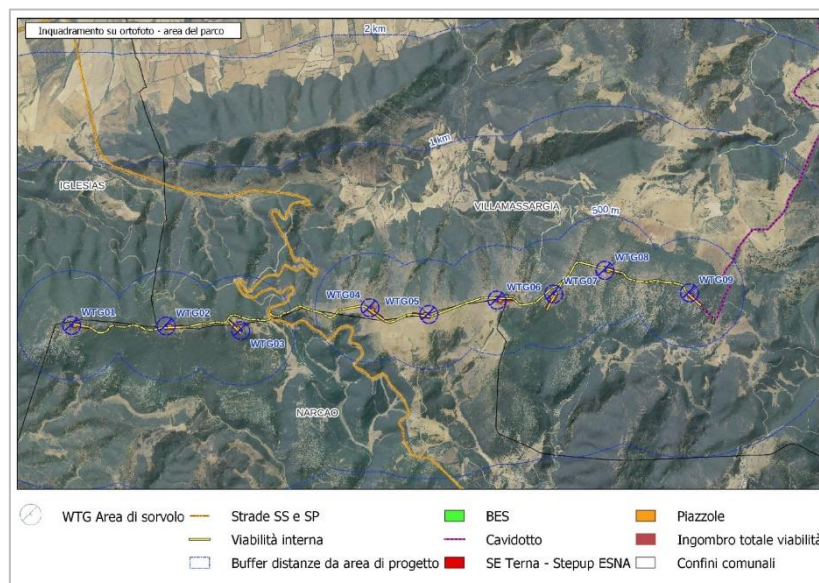 Inquadramento su ortofoto - area del parco
2 km
1 km
IGLESIAS
VILLAMASSARGIA
500 m
WTG08
WTG04
WTG05
WTG06
WTG07
WTG09
WTG01
WTG02
WTG03
NARCAO
WTG Area di sorvolo
Strade SS e SP
BES
Piazzole
Viabilità interna
Cavidotto
Ingombro totale viabilità
Buffer distanze da area di progetto
SE Terna - Stepup ESNA
Confini comunali